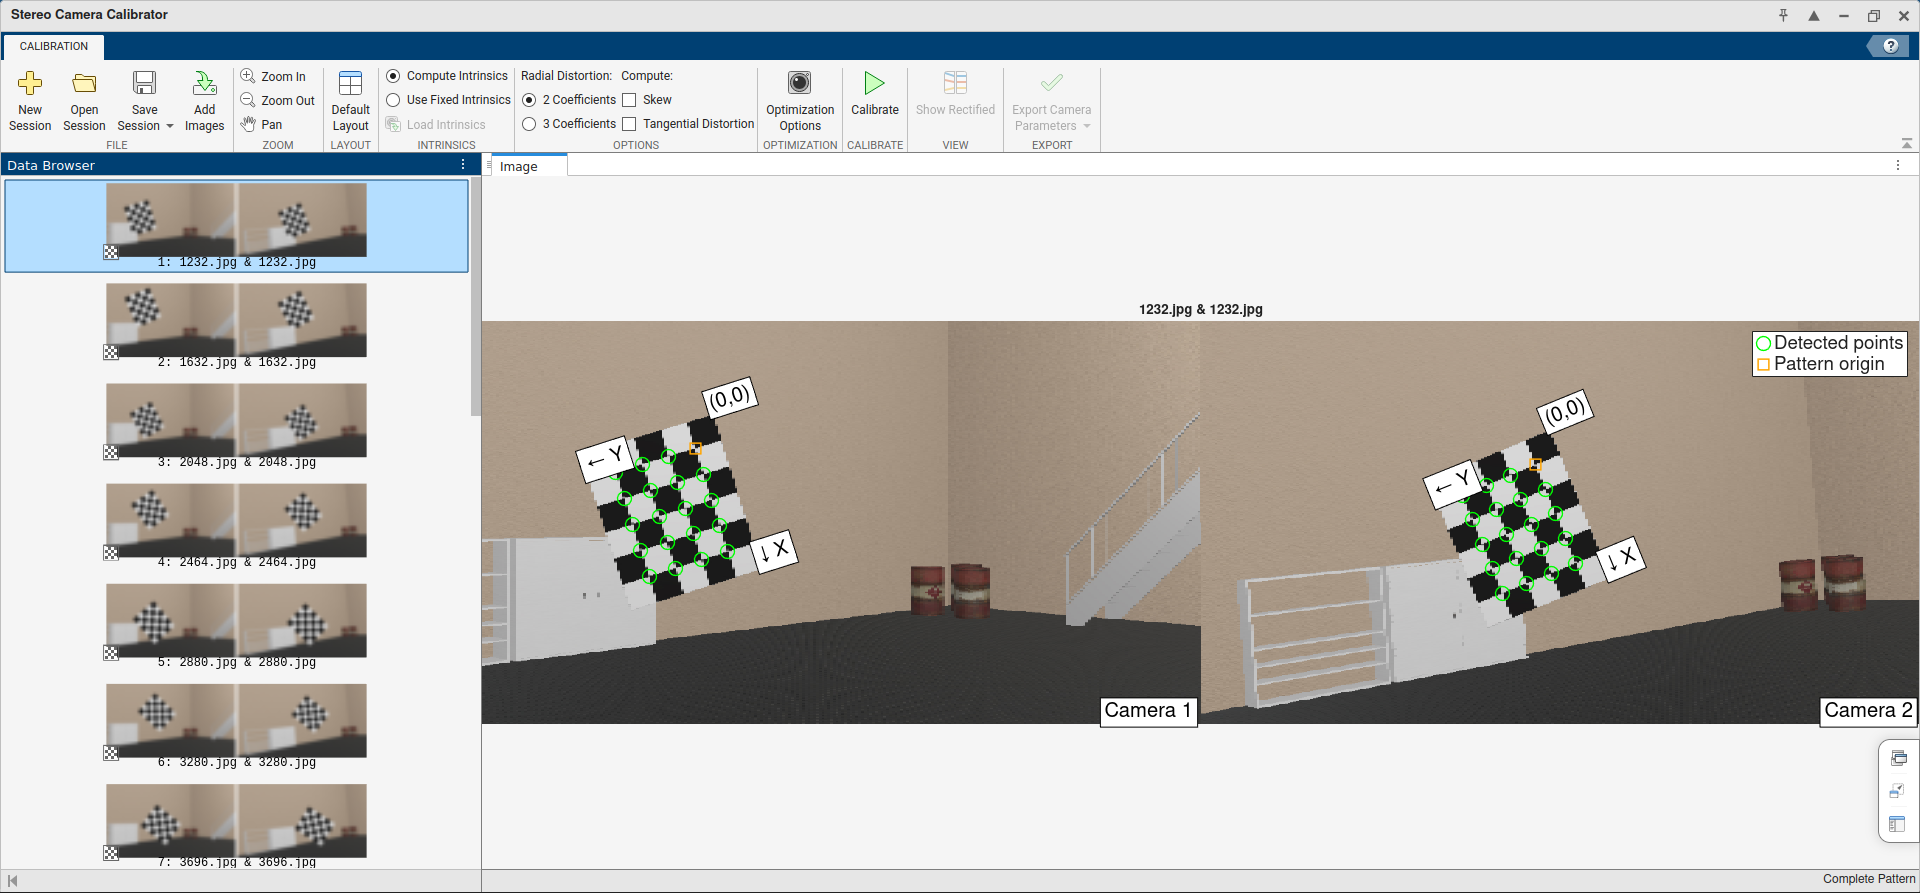 Stereo Camera Calibrator
CALIBRATION
?
New Session
Open Session
Save Session
Add Images
FILE
Zoom In
Zoom Out
Pan
ZOOM
Default Layout
LAYOUT
Compute Intrinsics
Use Fixed Intrinsics
Load Intrinsics
INTRINSICS
Radial Distortion:
2 Coefficients
3 Coefficients
Compute:
Skew
Tangential Distortion
OPTIONS
Optimization Options
OPTIMIZATION
Calibrate
CALIBRATE
Show Rectified
VIEW
Export Camera Parameters
EXPORT
Data Browser
1: 1232.jpg & 1232.jpg
2: 1632.jpg & 1632.jpg
3: 2048.jpg & 2048.jpg
4: 2464.jpg & 2464.jpg
5: 2880.jpg & 2880.jpg
6: 3280.jpg & 3280.jpg
7: 3696.jpg & 3696.jpg
Image
1232.jpg & 1232.jpg
(0,0)
← Y
↓ X
Camera 1
Detected points
Pattern origin
(0,0)
← Y
↓ X
Camera 2
Complete Pattern